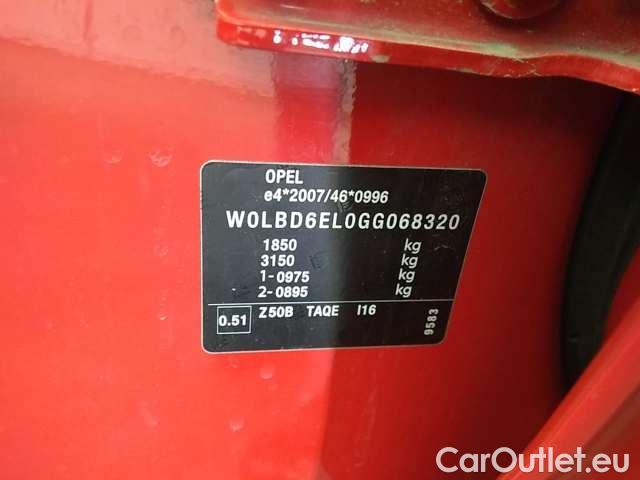 OPEL
e4*2007/46*0996
W0LBD6EL0GG068320
1850 kg
3150 kg
1-0975 kg
2-0895 kg
0.51 Z50B TAQE I16
9583
CarOutlet.eu